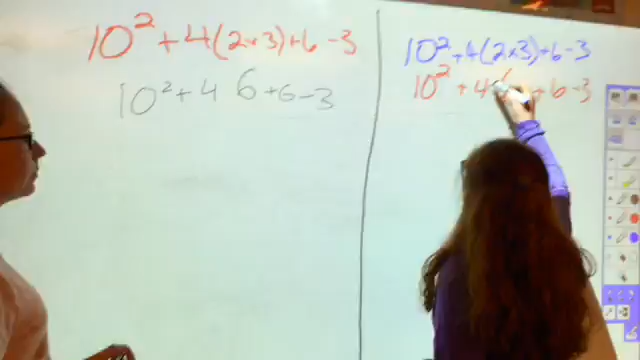 10² + 4(2×3)+6-3
10² + 4 6 +6-3
10² +4(2×3)+6-3
10² + 4 6 +6-3